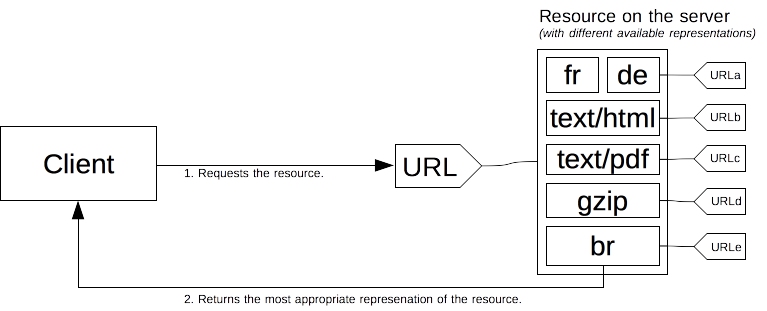 Resource on the server
(with different available representations)
fr
de
URLa
text/html
URLb
Client
1. Requests the resource.
URL
text/pdf
URLc
gzip
URLd
br
URLe
2. Returns the most appropriate represenation of the resource.